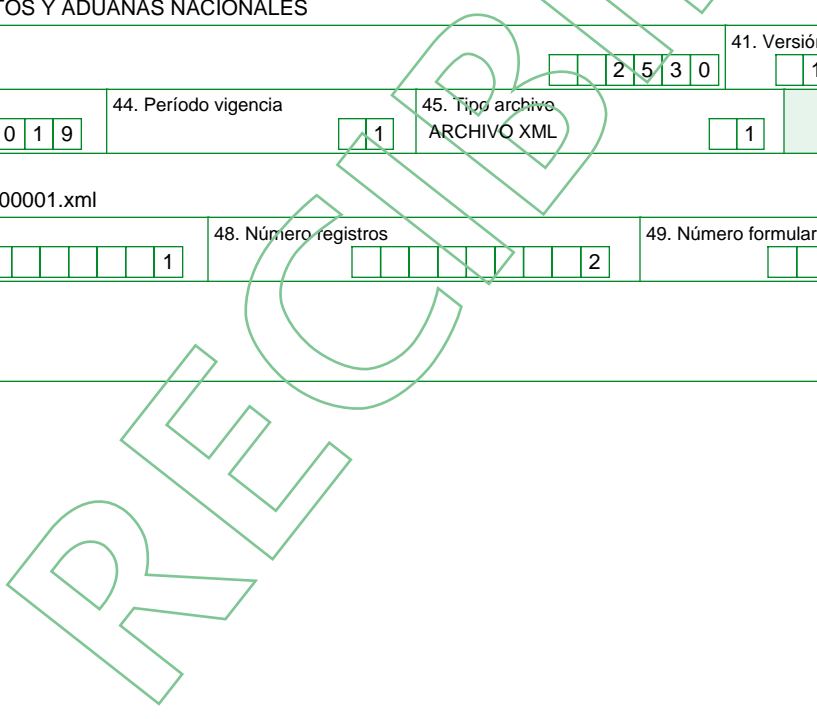 TOS Y ADUANAS NACIONALES
41. Versión
2 5 3 0
1
44. Período vigencia
45. Tipo archivo
0 1 9
1
ARCHIVO XML
1
00001.xml
48. Número registros
49. Número formular
1
2
RECIBI